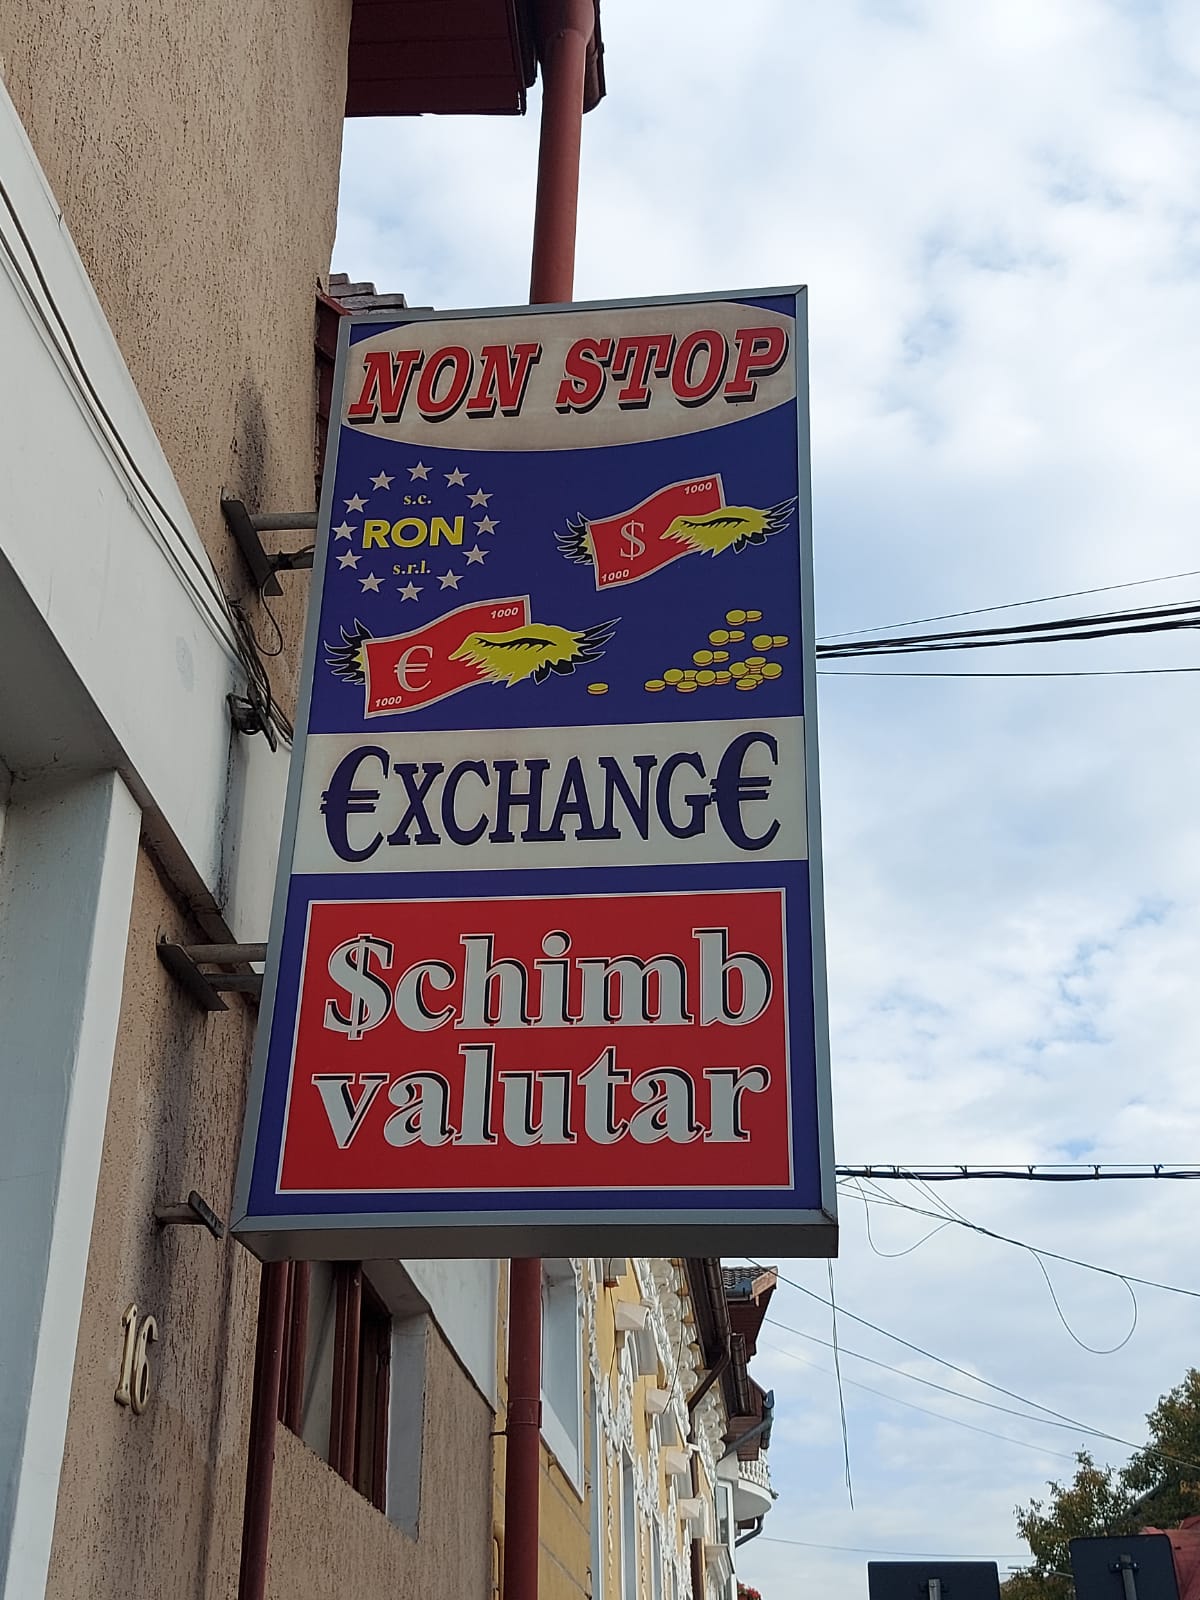 NON STOP
s.c.
RON
s.r.l.
1000
$
1000
1000
€
1000
€XCHANG€
$chimb
valutar
16